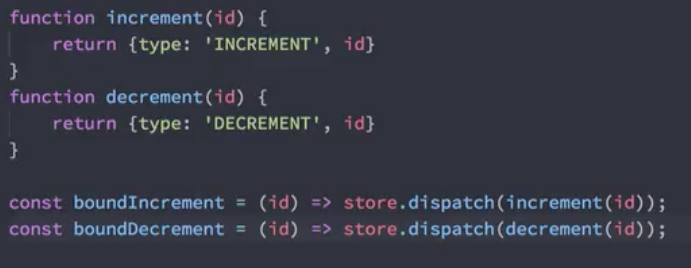 function increment(id) {
    return {type: 'INCREMENT', id}
}
function decrement(id) {
    return {type: 'DECREMENT', id}
}
const boundIncrement = (id) => store.dispatch(increment(id));
const boundDecrement = (id) => store.dispatch(decrement(id));